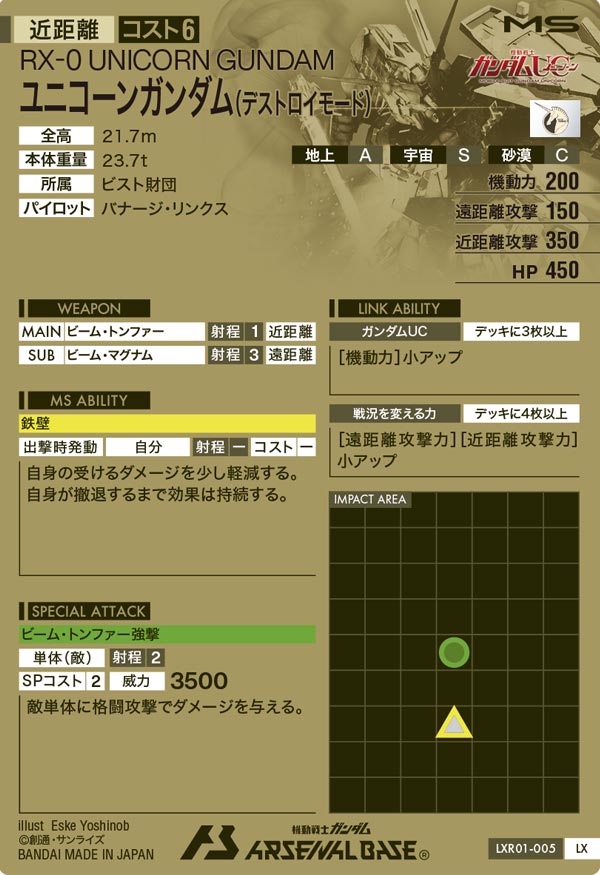 近距離 コスト6 MS
RX-0 UNICORN GUNDAM
機動戦士
ガンダムUC
ユニコーンガンダム(デストロイモード)
全高 21.7m
本体重量 23.7t
所属 ビスト財団
パイロット バナージ・リンクス
地上 A 宇宙 S 砂漠 C
機動力 200
遠距離攻撃 150
近距離攻撃 350
HP 450
WEAPON
MAIN ビーム・トンファー 射程 1 近距離
SUB ビーム・マグナム 射程 3 遠距離
MS ABILITY
鉄壁
出撃時発動 自分 射程 ー コスト ー
自身の受けるダメージを少し軽減する。
自身が撤退するまで効果は持続する。
SPECIAL ATTACK
ビーム・トンファー強撃
単体(敵) 射程 2
SPコスト 2 威力 3500
敵単体に格闘攻撃でダメージを与える。
LINK ABILITY
ガンダムUC デッキに3枚以上
[機動力]小アップ
戦況を変える力 デッキに4枚以上
[遠距離攻撃力][近距離攻撃力]
小アップ
IMPACT AREA
illust Eske Yoshinob
©創通・サンライズ
BANDAI MADE IN JAPAN
機動戦士ガンダム
ARSENAL BASE®
LXR01-005 LX